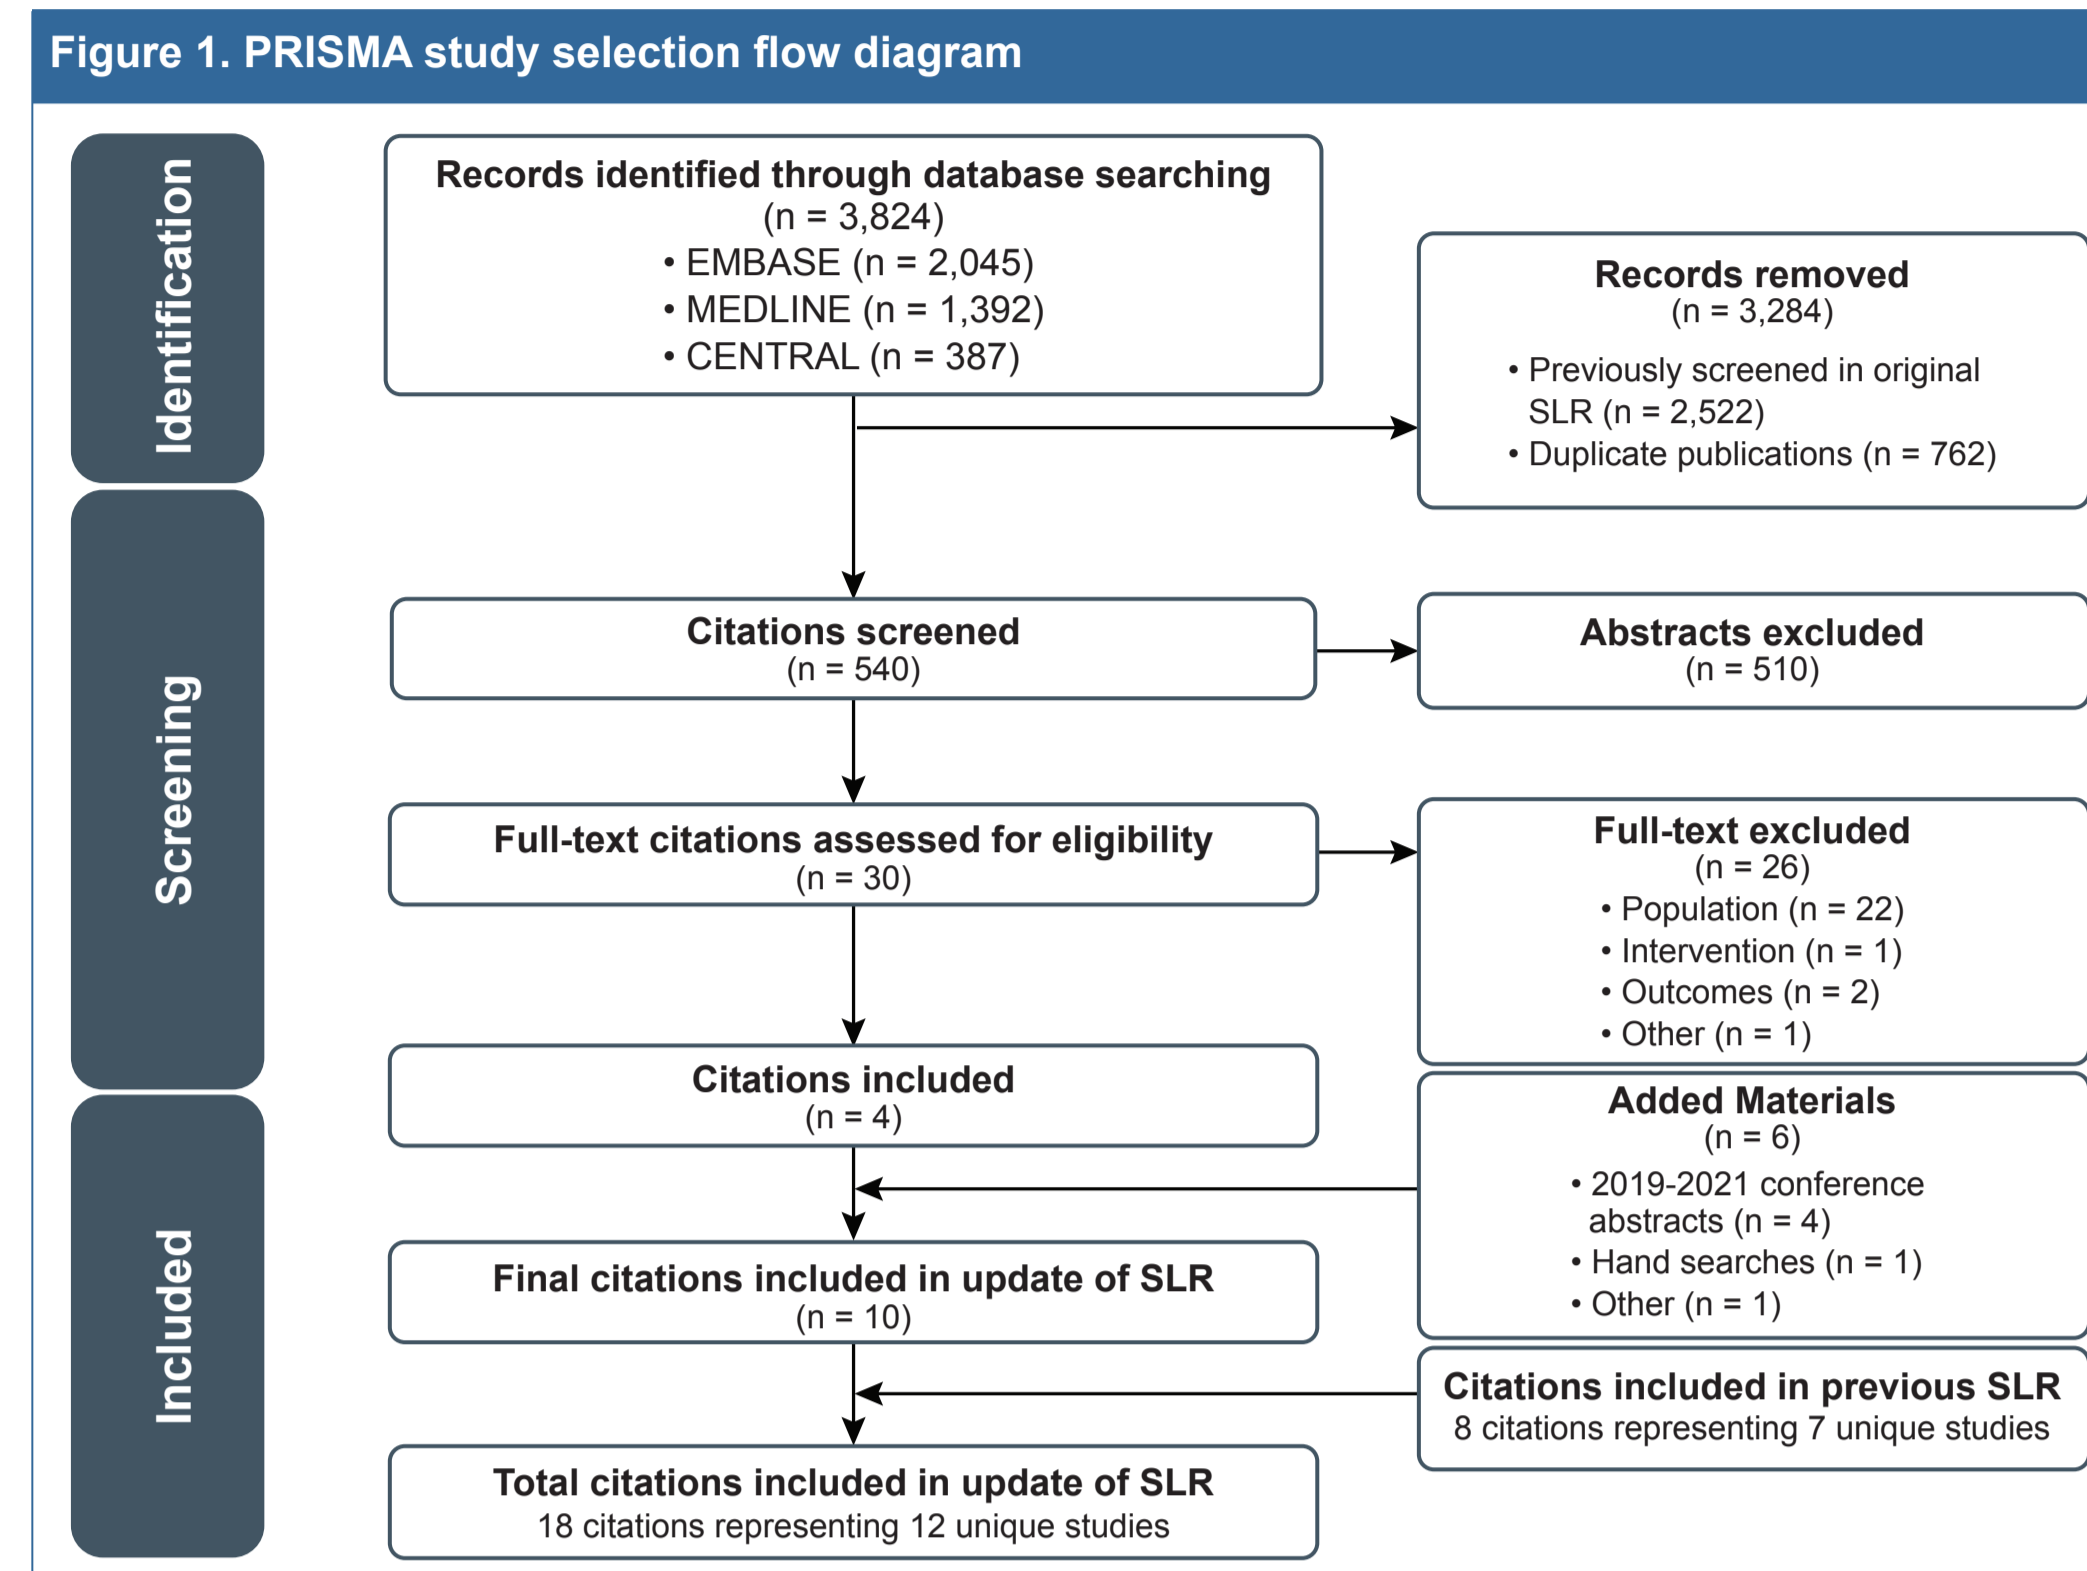 Figure 1. PRISMA study selection flow diagram
Identification
Records identified through database searching
(n = 3,824)
• EMBASE (n = 2,045)
• MEDLINE (n = 1,392)
• CENTRAL (n = 387)
Records removed
(n = 3,284)
• Previously screened in original
SLR (n = 2,522)
• Duplicate publications (n = 762)
Screening
Citations screened
(n = 540)
Abstracts excluded
(n = 510)
Full-text citations assessed for eligibility
(n = 30)
Full-text excluded
(n = 26)
• Population (n = 22)
• Intervention (n = 1)
• Outcomes (n = 2)
• Other (n = 1)
Included
Citations included
(n = 4)
Added Materials
(n = 6)
• 2019-2021 conference
abstracts (n = 4)
• Hand searches (n = 1)
• Other (n = 1)
Final citations included in update of SLR
(n = 10)
Citations included in previous SLR
8 citations representing 7 unique studies
Total citations included in update of SLR
18 citations representing 12 unique studies